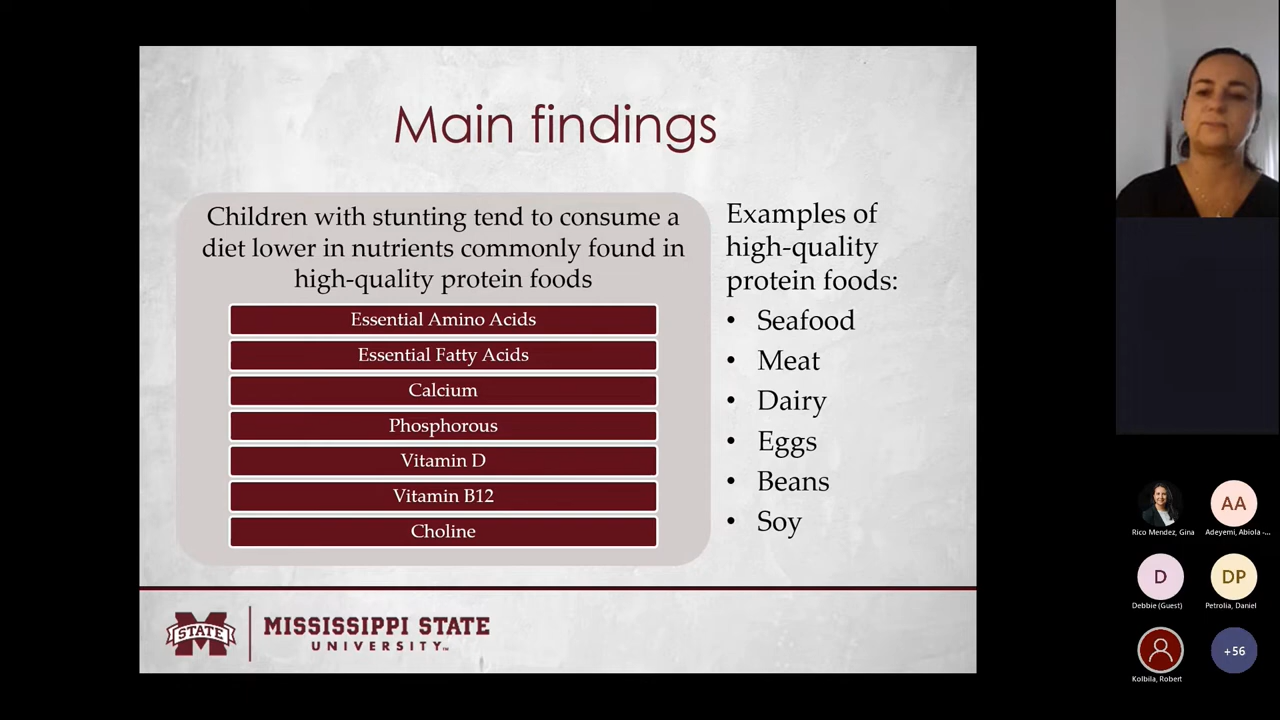 Main findings
Children with stunting tend to consume a
diet lower in nutrients commonly found in
high-quality protein foods
Essential Amino Acids
Essential Fatty Acids
Calcium
Phosphorous
Vitamin D
Vitamin B12
Choline
Examples of
high-quality
protein foods:
• Seafood
• Meat
• Dairy
• Eggs
• Beans
• Soy
STATE
MISSISSIPPI STATE
UNIVERSITY™
AA
Rico Mendez, Gina
Adeyemi, Abiola -...
D
DP
Debbie (Guest)
Petrolia, Daniel
+56
Kolbila, Robert